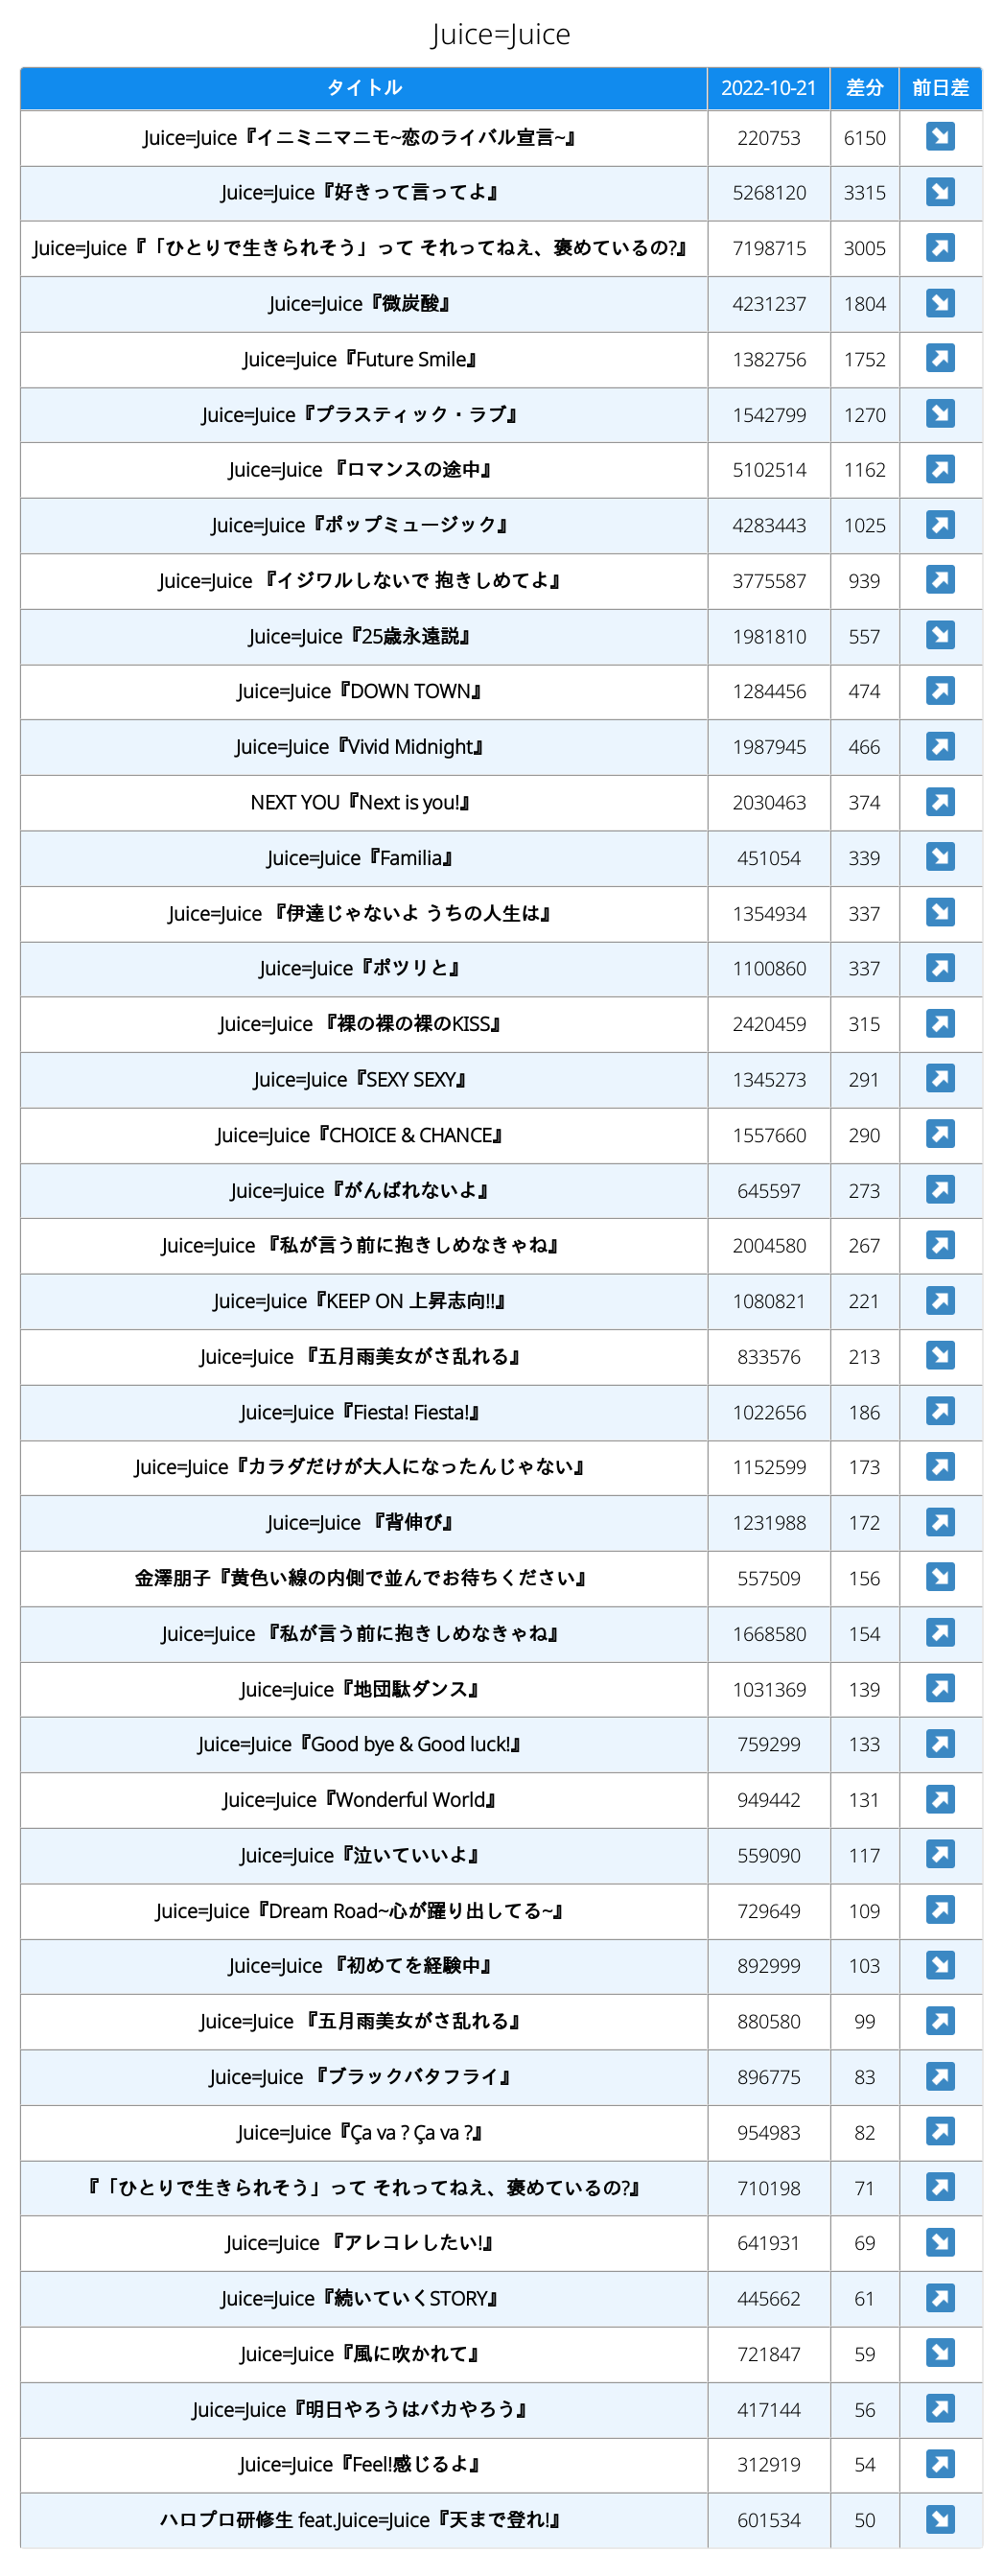 Juice=Juice
タイトル 2022-10-21 差分 前日差
Juice=Juice『イニミニマニモ~恋のライバル宣言~』 220753 6150 ↘
Juice=Juice『好きって言ってよ』 5268120 3315 ↘
Juice=Juice『「ひとりで生きられそう」って それってねえ、褒めているの?』 7198715 3005 ↗
Juice=Juice『微炭酸』 4231237 1804 ↘
Juice=Juice『Future Smile』 1382756 1752 ↗
Juice=Juice『プラスティック・ラブ』 1542799 1270 ↘
Juice=Juice 『ロマンスの途中』 5102514 1162 ↗
Juice=Juice『ポップミュージック』 4283443 1025 ↗
Juice=Juice 『イジワルしないで 抱きしめてよ』 3775587 939 ↗
Juice=Juice『25歳永遠説』 1981810 557 ↘
Juice=Juice『DOWN TOWN』 1284456 474 ↗
Juice=Juice『Vivid Midnight』 1987945 466 ↗
NEXT YOU『Next is you!』 2030463 374 ↗
Juice=Juice『Familia』 451054 339 ↘
Juice=Juice 『伊達じゃないよ うちの人生は』 1354934 337 ↘
Juice=Juice『ポツリと』 1100860 337 ↗
Juice=Juice 『裸の裸の裸のKISS』 2420459 315 ↗
Juice=Juice『SEXY SEXY』 1345273 291 ↗
Juice=Juice『CHOICE & CHANCE』 1557660 290 ↗
Juice=Juice『がんばれないよ』 645597 273 ↗
Juice=Juice 『私が言う前に抱きしめなきゃね』 2004580 267 ↗
Juice=Juice『KEEP ON 上昇志向!!』 1080821 221 ↗
Juice=Juice 『五月雨美女がさ乱れる』 833576 213 ↘
Juice=Juice『Fiesta! Fiesta!』 1022656 186 ↗
Juice=Juice『カラダだけが大人になったんじゃない』 1152599 173 ↗
Juice=Juice 『背伸び』 1231988 172 ↗
金澤朋子『黄色い線の内側で並んでお待ちください』 557509 156 ↘
Juice=Juice 『私が言う前に抱きしめなきゃね』 1668580 154 ↗
Juice=Juice『地団駄ダンス』 1031369 139 ↗
Juice=Juice『Good bye & Good luck!』 759299 133 ↗
Juice=Juice『Wonderful World』 949442 131 ↗
Juice=Juice『泣いていいよ』 559090 117 ↗
Juice=Juice『Dream Road~心が躍り出してる~』 729649 109 ↗
Juice=Juice 『初めてを経験中』 892999 103 ↘
Juice=Juice 『五月雨美女がさ乱れる』 880580 99 ↗
Juice=Juice 『ブラックバタフライ』 896775 83 ↗
Juice=Juice『Ça va ? Ça va ?』 954983 82 ↗
『「ひとりで生きられそう」って それってねえ、褒めているの?』 710198 71 ↗
Juice=Juice 『アレコレしたい!』 641931 69 ↘
Juice=Juice『続いていくSTORY』 445662 61 ↗
Juice=Juice『風に吹かれて』 721847 59 ↘
Juice=Juice『明日やろうはバカやろう』 417144 56 ↗
Juice=Juice『Feel!感じるよ』 312919 54 ↗
ハロプロ研修生 feat.Juice=Juice『天まで登れ!』 601534 50 ↘